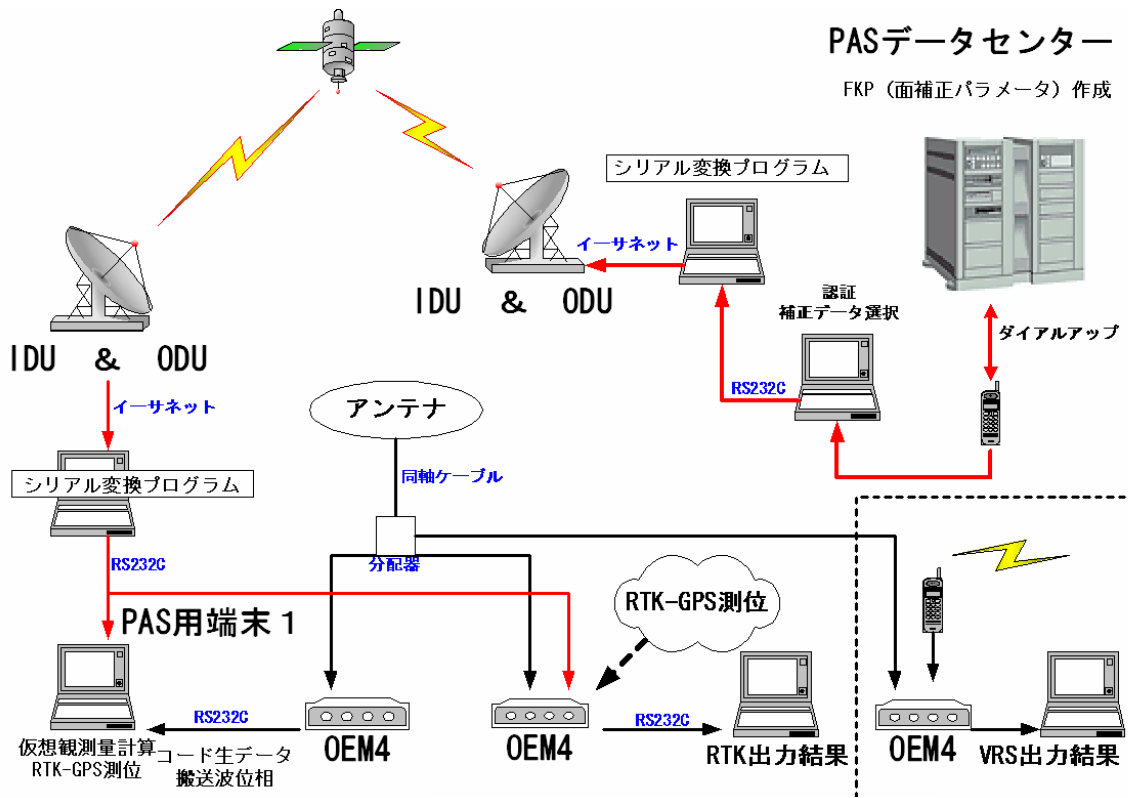 PASデータセンター
FKP（面補正パラメータ）作成
シリアル変換プログラム
イーサネット
IDU & ODU
認証
補正データ選択
ダイアルアップ
RS232C
IDU & ODU
イーサネット
アンテナ
同軸ケーブル
シリアル変換プログラム
分配器
RS232C
RTK-GPS測位
PAS用端末１
RS232C
RS232C
仮想観測量計算
RTK-GPS測位
コード生データ
搬送波位相
OEM4
OEM4
RTK出力結果
OEM4
VRS出力結果